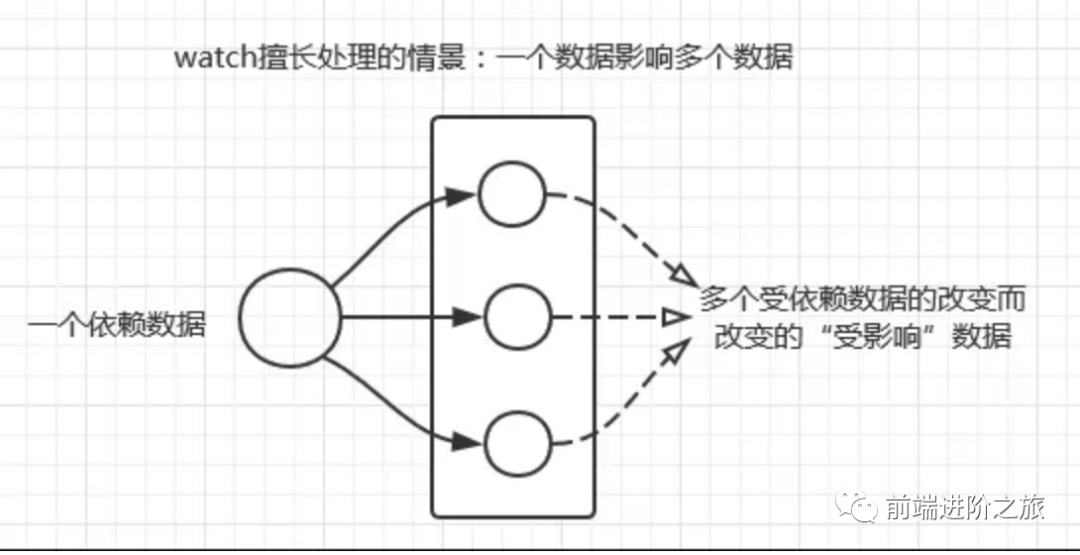 watch擅长处理的情景：一个数据影响多个数据
一个依赖数据
多个受依赖数据的改变而
改变的“受影响”数据
前端进阶之旅